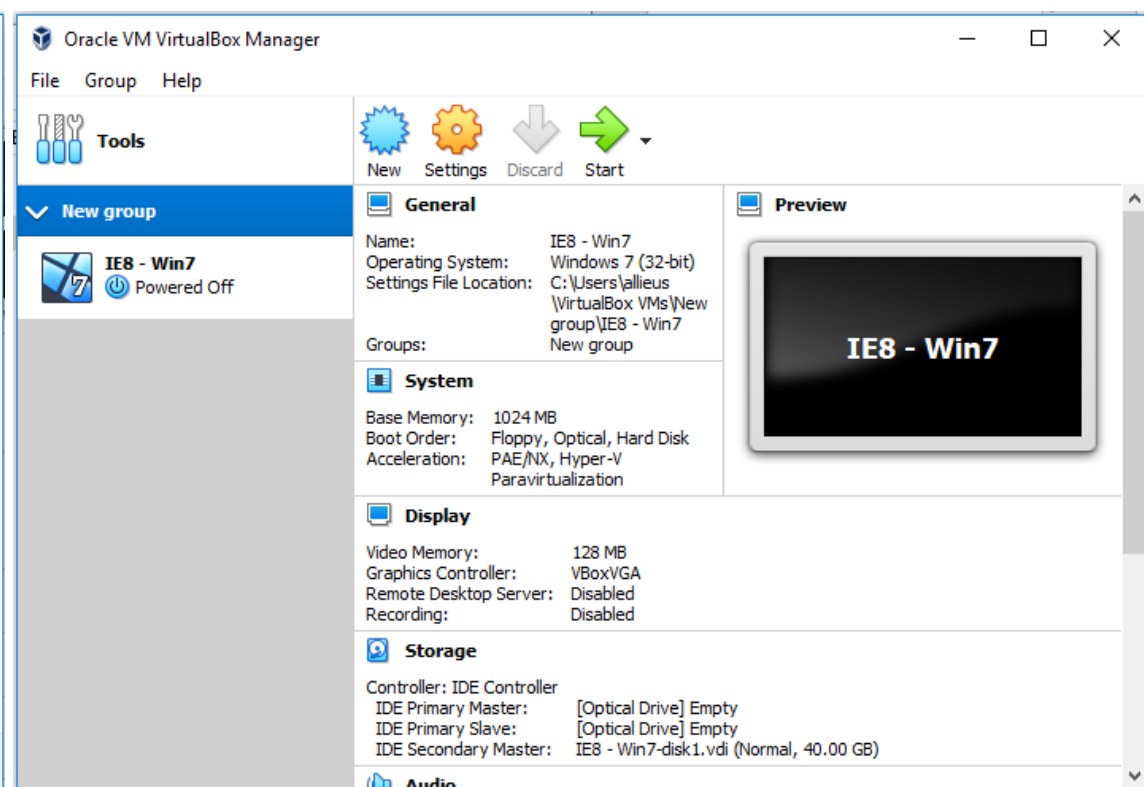 Oracle VM VirtualBox Manager
File Group Help
Tools
New Settings Discard Start
New group
IE8 - Win7
Powered Off
General
Name: IE8 - Win7
Operating System: Windows 7 (32-bit)
Settings File Location: C:\Users\allieus
\VirtualBox VMs\New
group\IE8 - Win7
Groups: New group
Preview
IE8 - Win7
System
Base Memory: 1024 MB
Boot Order: Floppy, Optical, Hard Disk
Acceleration: PAE/NX, Hyper-V
Paravirtualization
Display
Video Memory: 128 MB
Graphics Controller: VBoxVGA
Remote Desktop Server: Disabled
Recording: Disabled
Storage
Controller: IDE Controller
IDE Primary Master: [Optical Drive] Empty
IDE Primary Slave: [Optical Drive] Empty
IDE Secondary Master: IE8 - Win7-disk1.vdi (Normal, 40.00 GB)
Audio